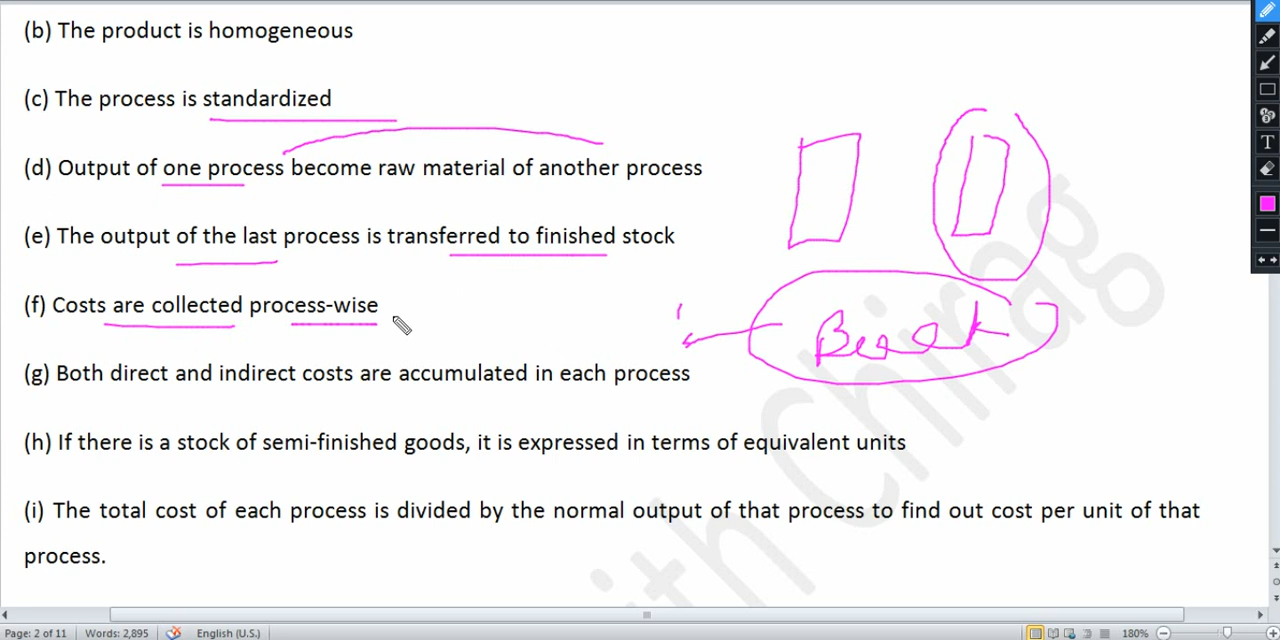 (b) The product is homogeneous
(c) The process is standardized
(d) Output of one process become raw material of another process
(e) The output of the last process is transferred to finished stock
(f) Costs are collected process-wise
(g) Both direct and indirect costs are accumulated in each process
(h) If there is a stock of semi-finished goods, it is expressed in terms of equivalent units
(i) The total cost of each process is divided by the normal output of that process to find out cost per unit of that
process.
with Chirag
Page: 2 of 11 Words: 2,895 English (U.S.) 180%